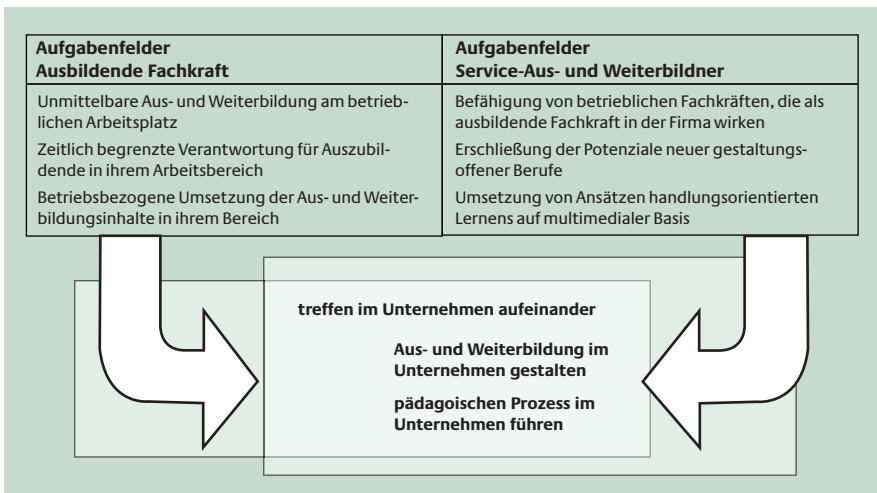 Aufgabenfelder
Ausbildende Fachkraft
Unmittelbare Aus- und Weiterbildung am betrieb-
lichen Arbeitsplatz
Zeitlich begrenzte Verantwortung für Auszubil-
dende in ihrem Arbeitsbereich
Betriebsbezogene Umsetzung der Aus- und Weiter-
bildungsinhalte in ihrem Bereich
Aufgabenfelder
Service-Aus- und Weiterbildner
Befähigung von betrieblichen Fachkräften, die als
ausbildende Fachkraft in der Firma wirken
Erschließung der Potenziale neuer gestaltungs-
offener Berufe
Umsetzung von Ansätzen handlungsorientierten
Lernens auf multimedialer Basis
treffen im Unternehmen aufeinander
Aus- und Weiterbildung im
Unternehmen gestalten
pädagoischen Prozess im
Unternehmen führen